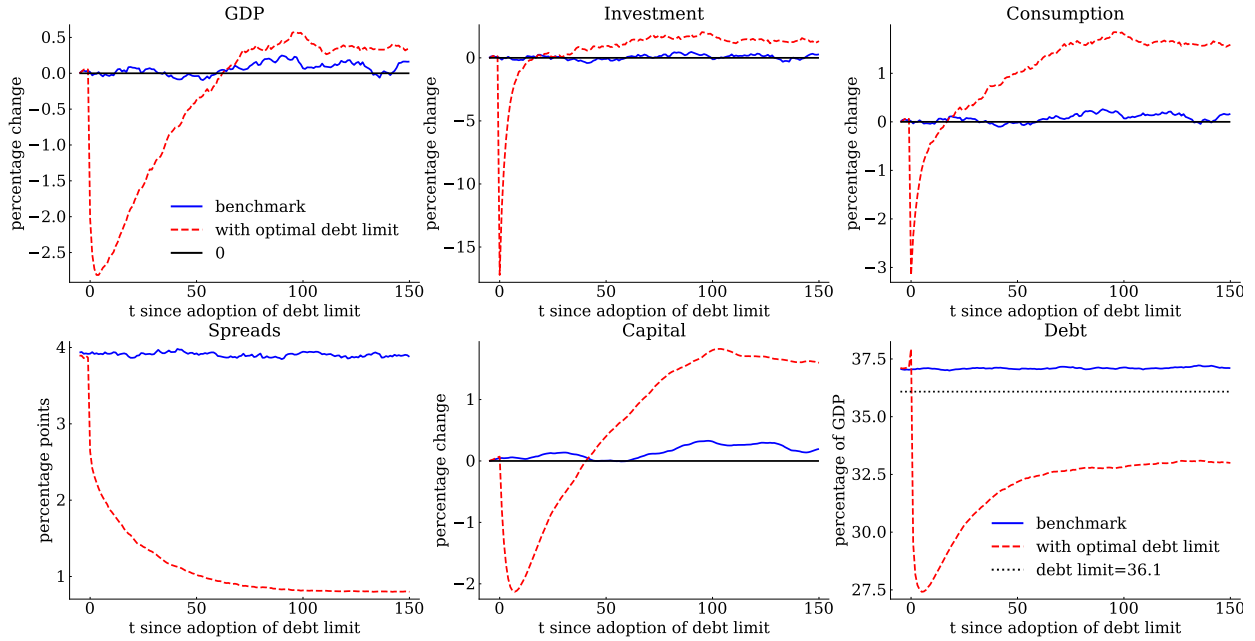 GDP
Investment
Consumption
percentage change
0.5
0.0
−0.5
−1.0
−1.5
−2.0
−2.5
benchmark
with optimal debt limit
0
0
50
100
150
t since adoption of debt limit
percentage change
0
−5
−10
−15
0
50
100
150
t since adoption of debt limit
percentage change
1
0
−1
−2
−3
0
50
100
150
t since adoption of debt limit
Spreads
Capital
Debt
percentage points
4
3
2
1
0
50
100
150
t since adoption of debt limit
percentage change
1
0
−1
−2
0
50
100
150
t since adoption of debt limit
percentage of GDP
37.5
35.0
32.5
30.0
27.5
benchmark
with optimal debt limit
debt limit=36.1
0
50
100
150
t since adoption of debt limit